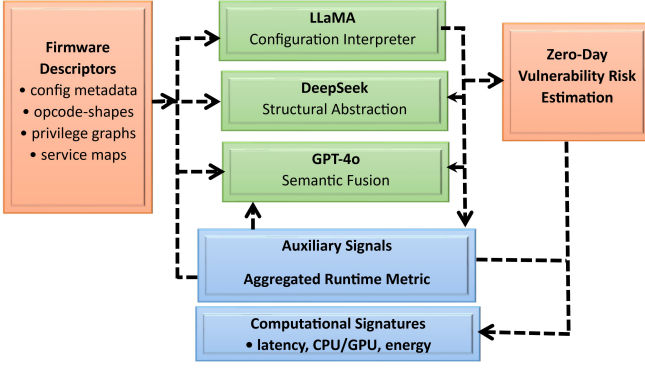 Firmware
Descriptors
• config metadata
• opcode-shapes
• privilege graphs
• service maps
LLaMA
Configuration Interpreter
DeepSeek
Structural Abstraction
GPT-4o
Semantic Fusion
Zero-Day
Vulnerability Risk
Estimation
Auxiliary Signals
Aggregated Runtime Metric
Computational Signatures
• latency, CPU/GPU, energy